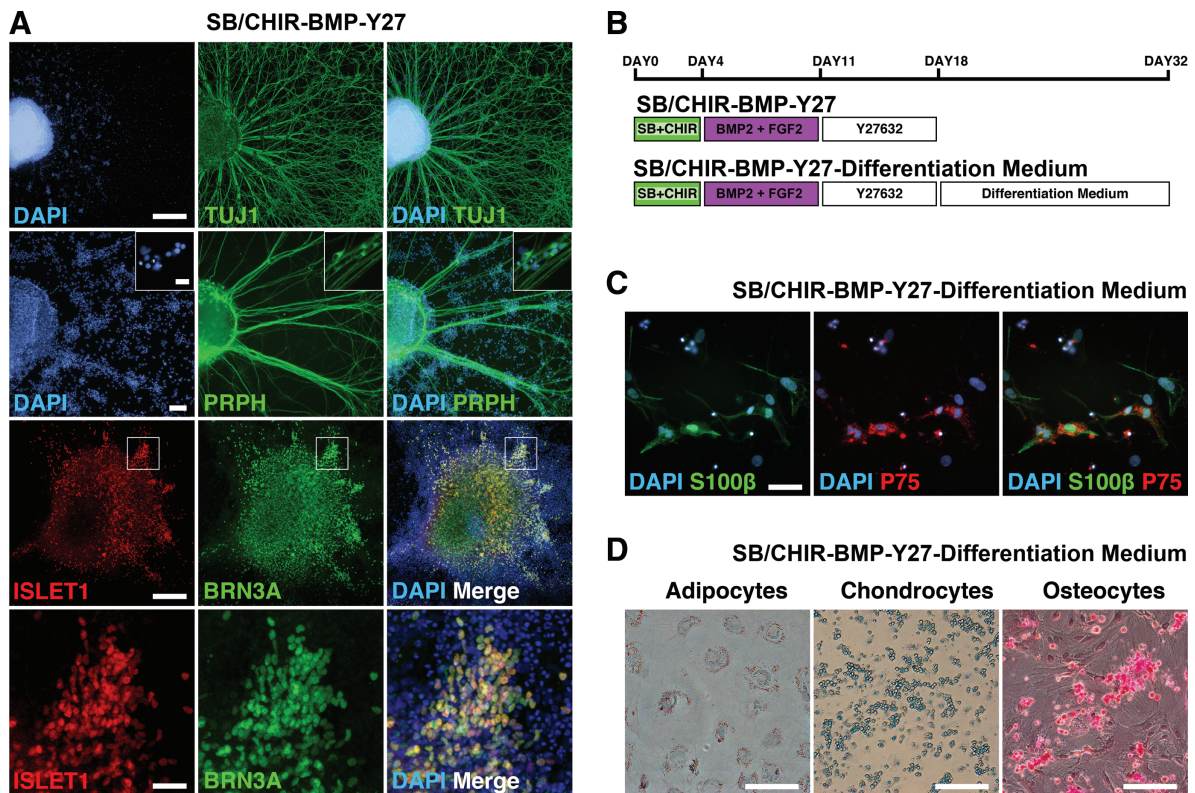 A
SB/CHIR-BMP-Y27
DAPI
TUJ1
DAPI TUJ1
DAPI
PRPH
DAPI PRPH
ISLET1
BRN3A
DAPI Merge
ISLET1
BRN3A
DAPI Merge
B
DAY0 DAY4 DAY11 DAY18 DAY32
SB/CHIR-BMP-Y27
SB+CHIR BMP2 + FGF2 Y27632
SB/CHIR-BMP-Y27-Differentiation Medium
SB+CHIR BMP2 + FGF2 Y27632 Differentiation Medium
C
SB/CHIR-BMP-Y27-Differentiation Medium
DAPI S100β
DAPI P75
DAPI S100β P75
D
SB/CHIR-BMP-Y27-Differentiation Medium
Adipocytes Chondrocytes Osteocytes